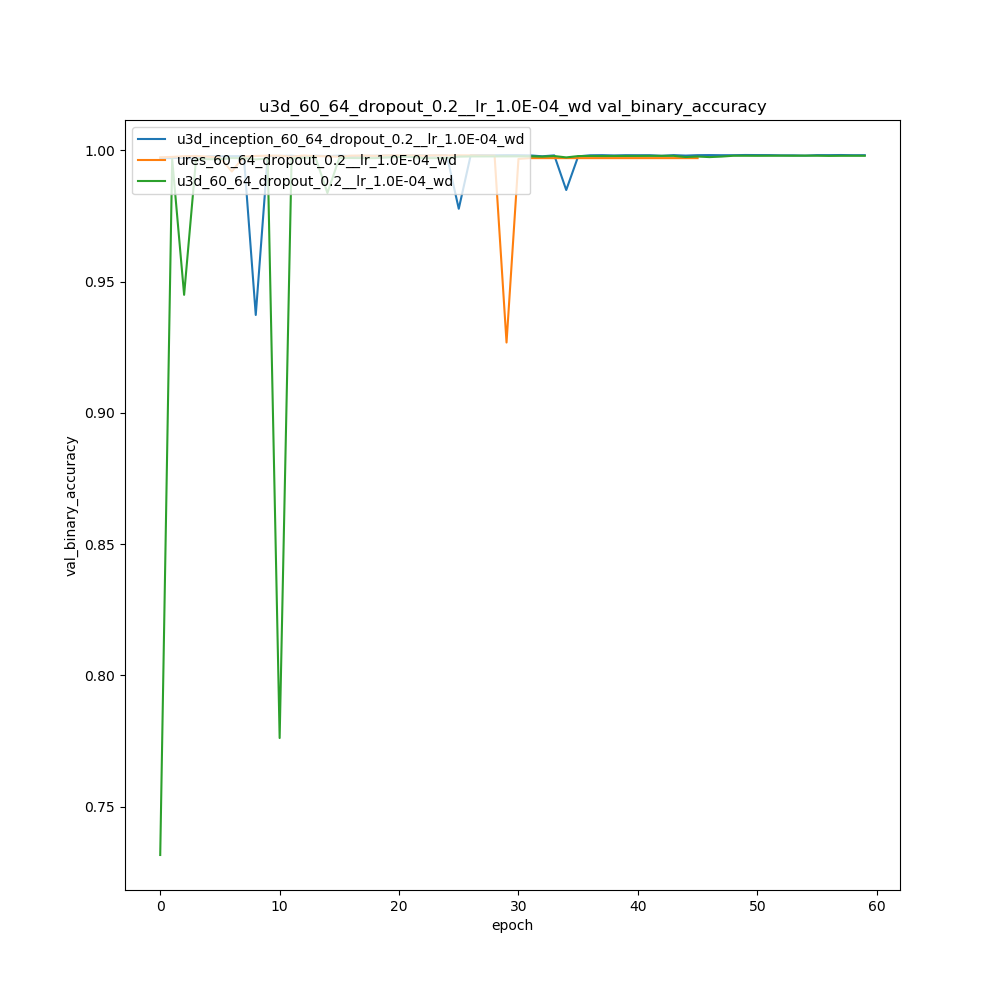 u3d_60_64_dropout_0.2__lr_1.0E-04_wd val_binary_accuracy
u3d_inception_60_64_dropout_0.2__lr_1.0E-04_wd
ures_60_64_dropout_0.2__lr_1.0E-04_wd
u3d_60_64_dropout_0.2__lr_1.0E-04_wd
1.00
0.95
0.90
0.85
0.80
0.75
val_binary_accuracy
0 10 20 30 40 50 60
epoch